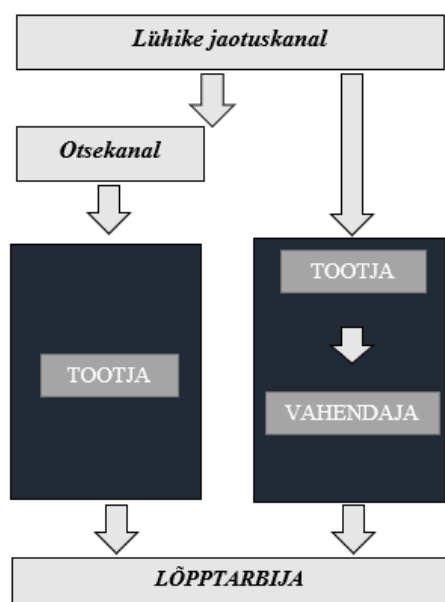 Lühike jaotuskanal
Otsekanal
TOOTJA
TOOTJA
VAHENDAJA
LÕPPTARBIJA